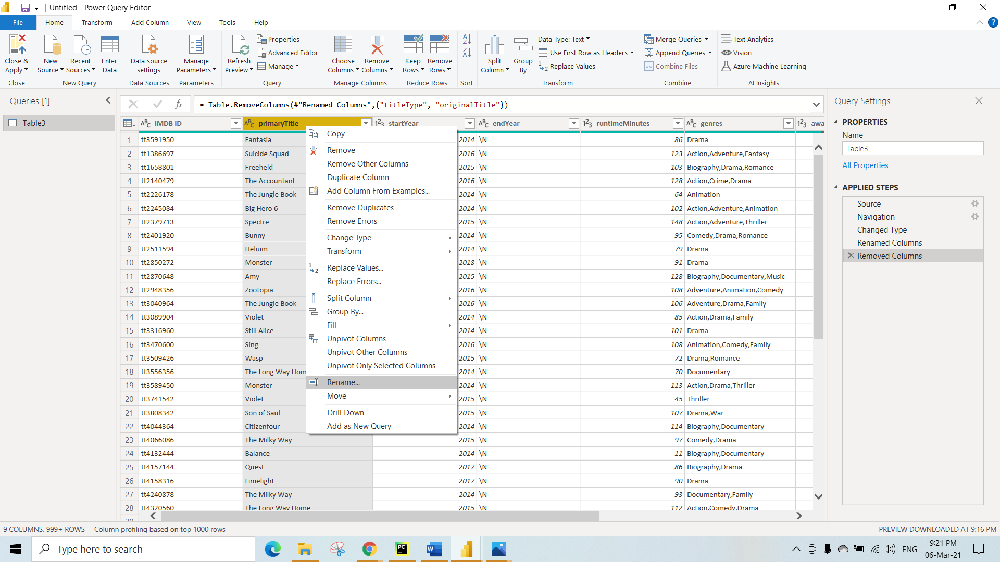 Untitled - Power Query Editor
File Home Transform Add Column View Tools Help
Close & Apply
Close
New Source
Recent Sources
Enter Data
New Query
Data source settings
Data Sources
Manage Parameters
Parameters
Refresh Preview
Properties
Advanced Editor
Manage
Query
Choose Columns
Remove Columns
Manage Columns
Keep Rows
Remove Rows
Reduce Rows
Sort
Split Column
Group By
Data Type: Text
Use First Row as Headers
Replace Values
Transform
Merge Queries
Append Queries
Combine Files
Combine
Text Analytics
Vision
Azure Machine Learning
AI Insights
Queries [1]
Table3
fx = Table.RemoveColumns(#"Renamed Columns",{"titleType", "originalTitle"})
IMDB ID primaryTitle startYear endYear runtimeMinutes genres awa
1 tt3591950 Fantasia 2014 \N 86 Drama
2 tt1386697 Suicide Squad 2016 \N 123 Action,Adventure,Fantasy
3 tt1658801 Freeheld 2015 \N 103 Biography,Drama,Romance
4 tt2140479 The Accountant 2016 \N 128 Action,Crime,Drama
5 tt2226178 The Jungle Book 2014 \N 64 Animation
6 tt2245084 Big Hero 6 2014 \N 102 Action,Adventure,Animation
7 tt2379713 Spectre 2015 \N 148 Action,Adventure,Thriller
8 tt2401920 Bunny 2014 \N 95 Comedy,Drama,Romance
9 tt2511594 Helium 2014 \N 79 Drama
10 tt2850272 Monster 2018 \N 91 Drama
11 tt2870648 Amy 2015 \N 128 Biography,Documentary,Music
12 tt2948356 Zootopia 2016 \N 108 Adventure,Animation,Comedy
13 tt3040964 The Jungle Book 2016 \N 106 Adventure,Drama,Family
14 tt3089904 Violet 2014 \N 85 Action,Drama,Family
15 tt3316960 Still Alice 2014 \N 101 Drama
16 tt3470600 Sing 2016 \N 108 Animation,Comedy,Family
17 tt3509426 Wasp 2015 \N 72 Drama,Romance
18 tt3556356 The Long Way Hom 2014 \N 70 Documentary
19 tt3589450 Monster 2014 \N 113 Action,Drama,Thriller
20 tt3741542 Violet 2015 \N 45 Thriller
21 tt3808342 Son of Saul 2015 \N 107 Drama,War
22 tt4044364 Citizenfour 2014 \N 114 Biography,Documentary
23 tt4066086 The Milky Way 2015 \N 97 Comedy,Drama
24 tt4132444 Balance 2014 \N 11 Biography,Documentary
25 tt4157144 Quest 2017 \N 86 Biography,Drama
26 tt4158316 Limelight 2017 \N 90 Drama
27 tt4240878 The Milky Way 2014 \N 93 Documentary,Family
28 tt4320560 The Long Way Home 2015 \N 112 Action,Comedy,Drama
29
Copy
Remove
Remove Other Columns
Duplicate Column
Add Column From Examples...
Remove Duplicates
Remove Errors
Change Type
Transform
Replace Values...
Replace Errors...
Split Column
Group By...
Fill
Unpivot Columns
Unpivot Other Columns
Unpivot Only Selected Columns
Rename...
Move
Drill Down
Add as New Query
Query Settings
PROPERTIES
Name
Table3
All Properties
APPLIED STEPS
Source
Navigation
Changed Type
Renamed Columns
Removed Columns
9 COLUMNS, 999+ ROWS Column profiling based on top 1000 rows PREVIEW DOWNLOADED AT 9:16 PM
Type here to search
ENG
9:21 PM
06-Mar-21